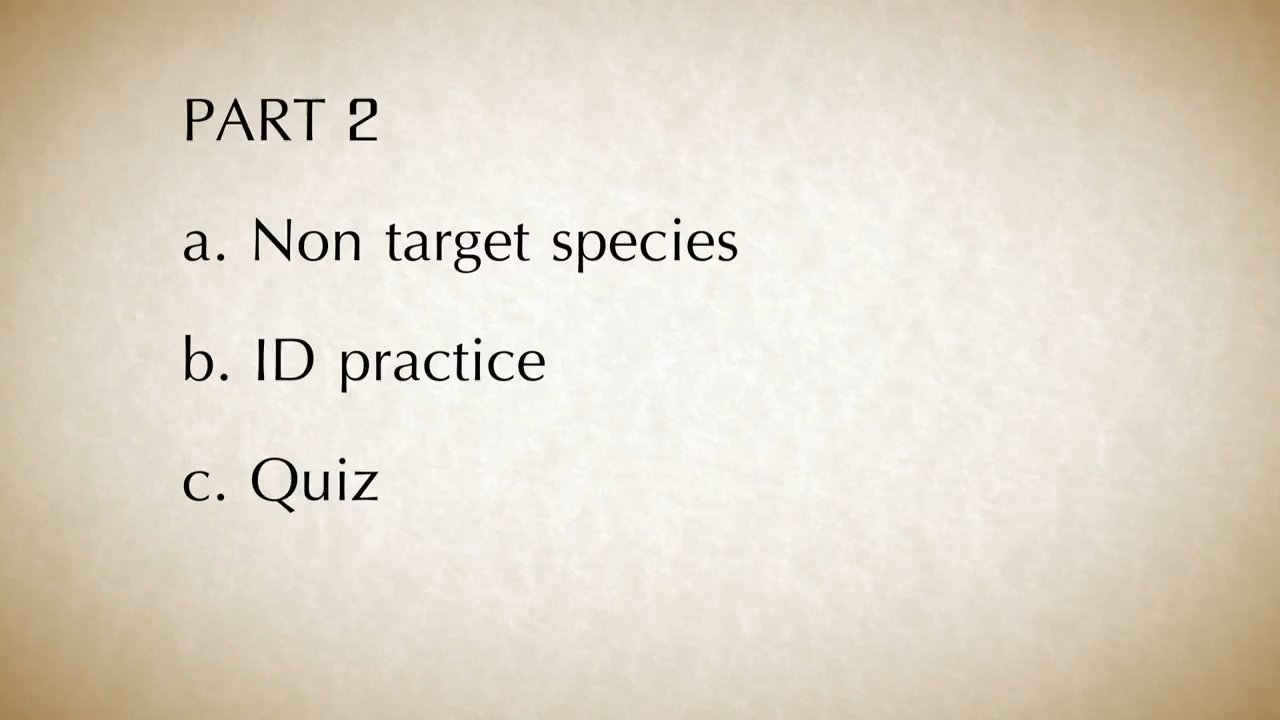 PART 2
a. Non target species
b. ID practice
c. Quiz